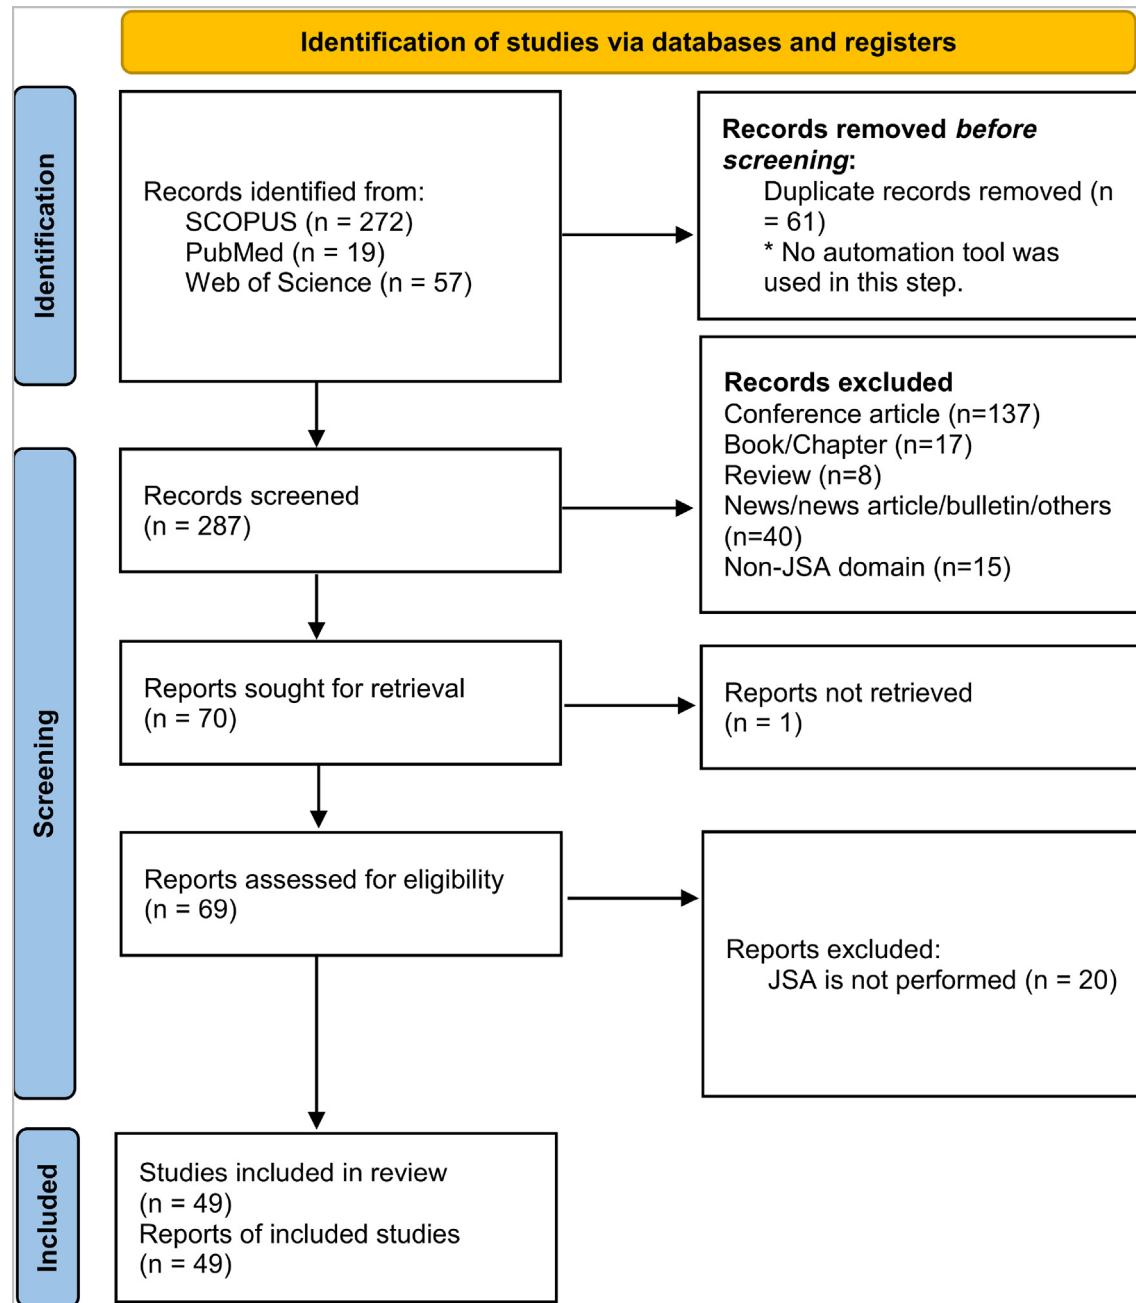 Identification of studies via databases and registers
Identification
Records identified from:
SCOPUS (n = 272)
PubMed (n = 19)
Web of Science (n = 57)
Records removed before
screening:
Duplicate records removed (n
= 61)
* No automation tool was
used in this step.
Screening
Records screened
(n = 287)
Records excluded
Conference article (n=137)
Book/Chapter (n=17)
Review (n=8)
News/news article/bulletin/others
(n=40)
Non-JSA domain (n=15)
Reports sought for retrieval
(n = 70)
Reports not retrieved
(n = 1)
Reports assessed for eligibility
(n = 69)
Reports excluded:
JSA is not performed (n = 20)
Included
Studies included in review
(n = 49)
Reports of included studies
(n = 49)